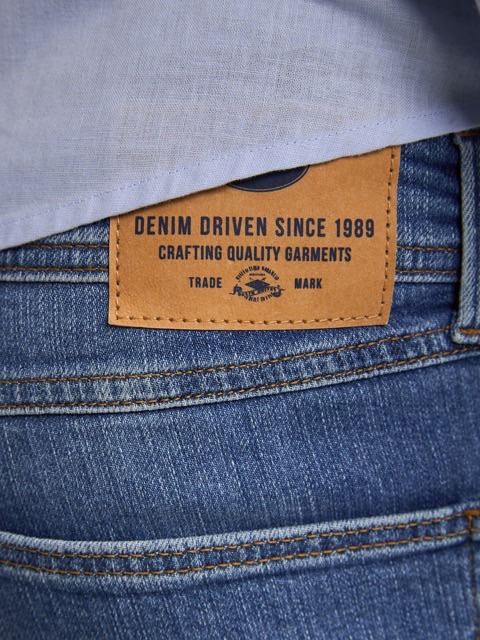 DENIM DRIVEN SINCE 1989
CRAFTING QUALITY GARMENTS
TRADE MARK